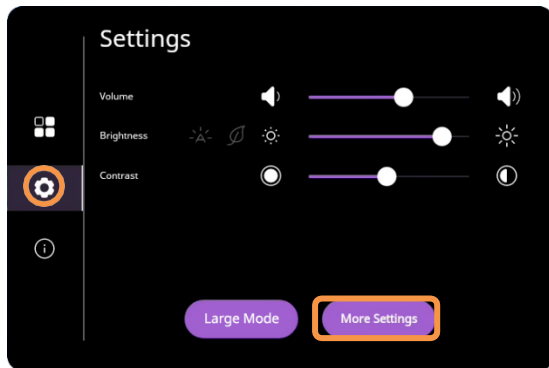 Settings
Volume
Brightness
Contrast
Large Mode
More Settings